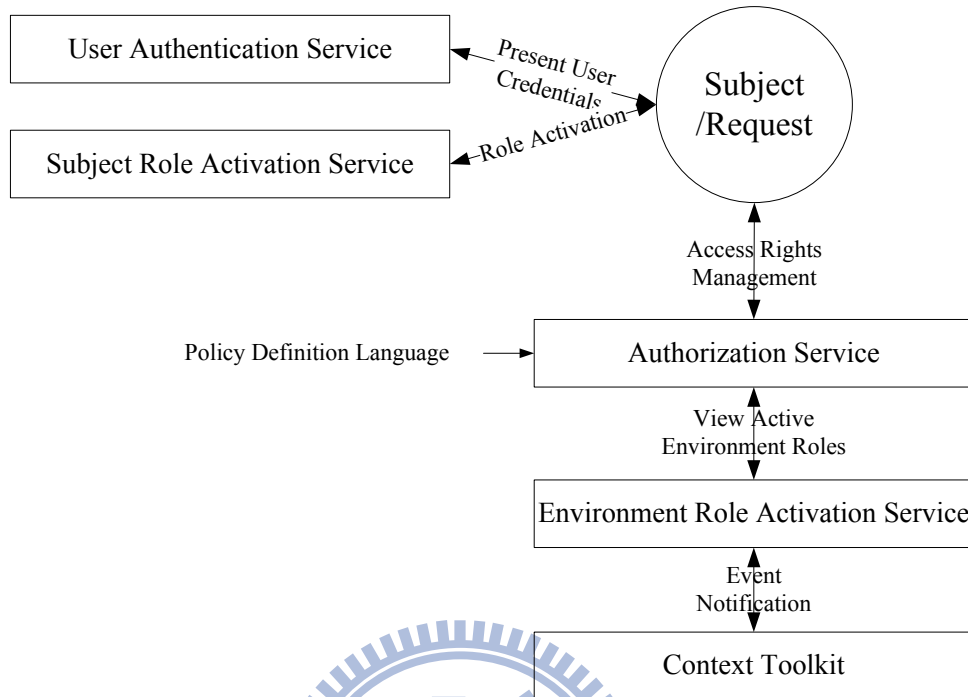 User Authentication Service
Present User
Credentials
Subject
/Request
Subject Role Activation Service
Role Activation
Access Rights
Management
Policy Definition Language
Authorization Service
View Active
Environment Roles
Environment Role Activation Service
Event
Notification
Context Toolkit